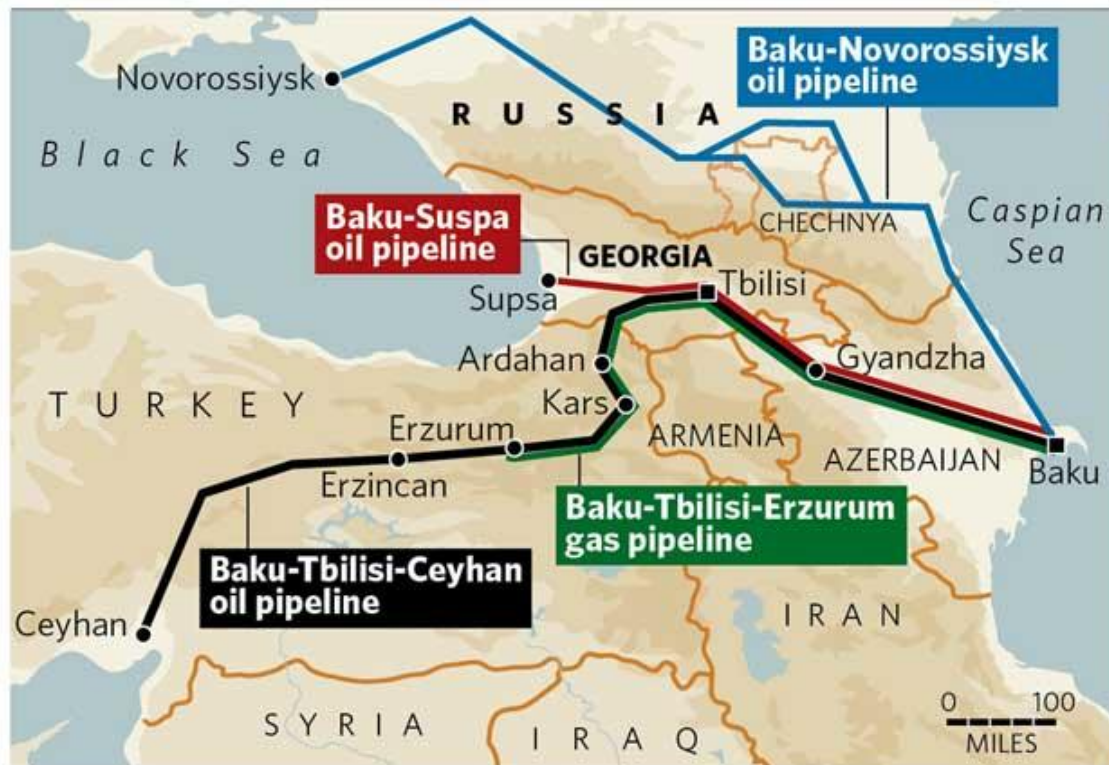 Baku-Novorossiysk
oil pipeline
Novorossiysk
RUSSIA
Black Sea
Baku-Suspa
oil pipeline
CHECHNYA
Caspian
Sea
GEORGIA
Tbilisi
Supsa
Ardahan
Gyandzha
TURKEY
Kars
Erzurum
ARMENIA
AZERBAIJAN
Baku
Erzincan
Baku-Tbilisi-Erzurum
gas pipeline
Baku-Tbilisi-Ceyhan
oil pipeline
Ceyhan
IRAN
SYRIA
IRAQ
0 100
MILES